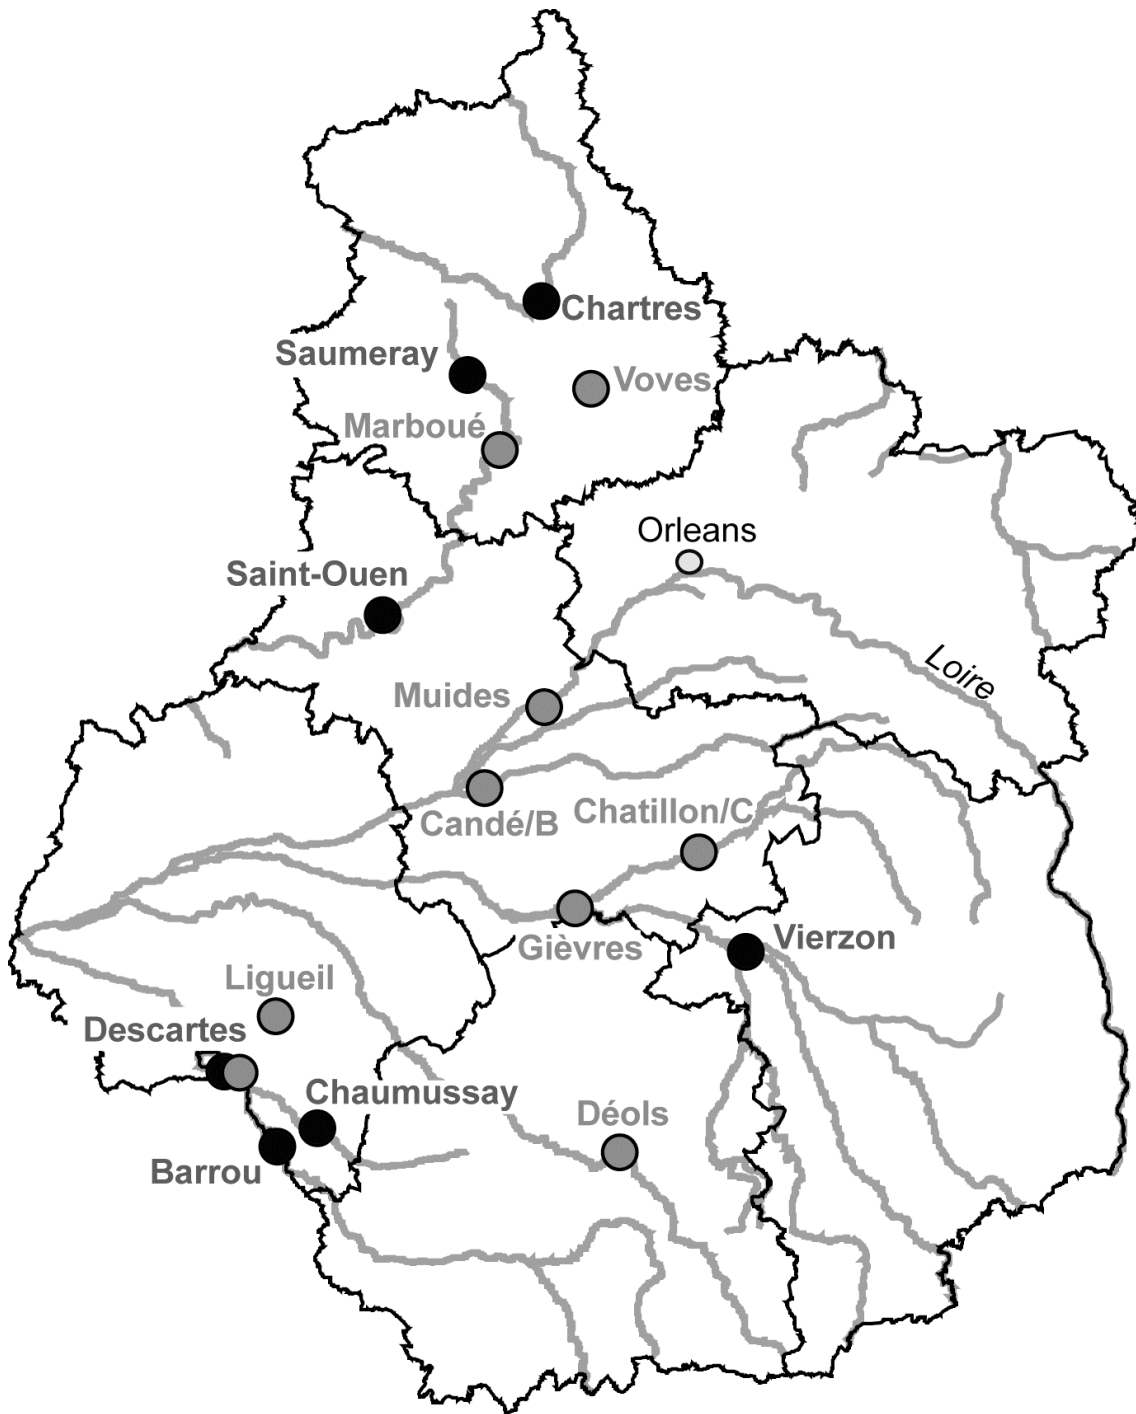 Chartres
Saumeray
Voves
Marboué
Orleans
Saint-Ouen
Loire
Muides
Candé/B
Chatillon/C
Gièvres
Vierzon
Ligueil
Descartes
Chaumussay
Déols
Barrou